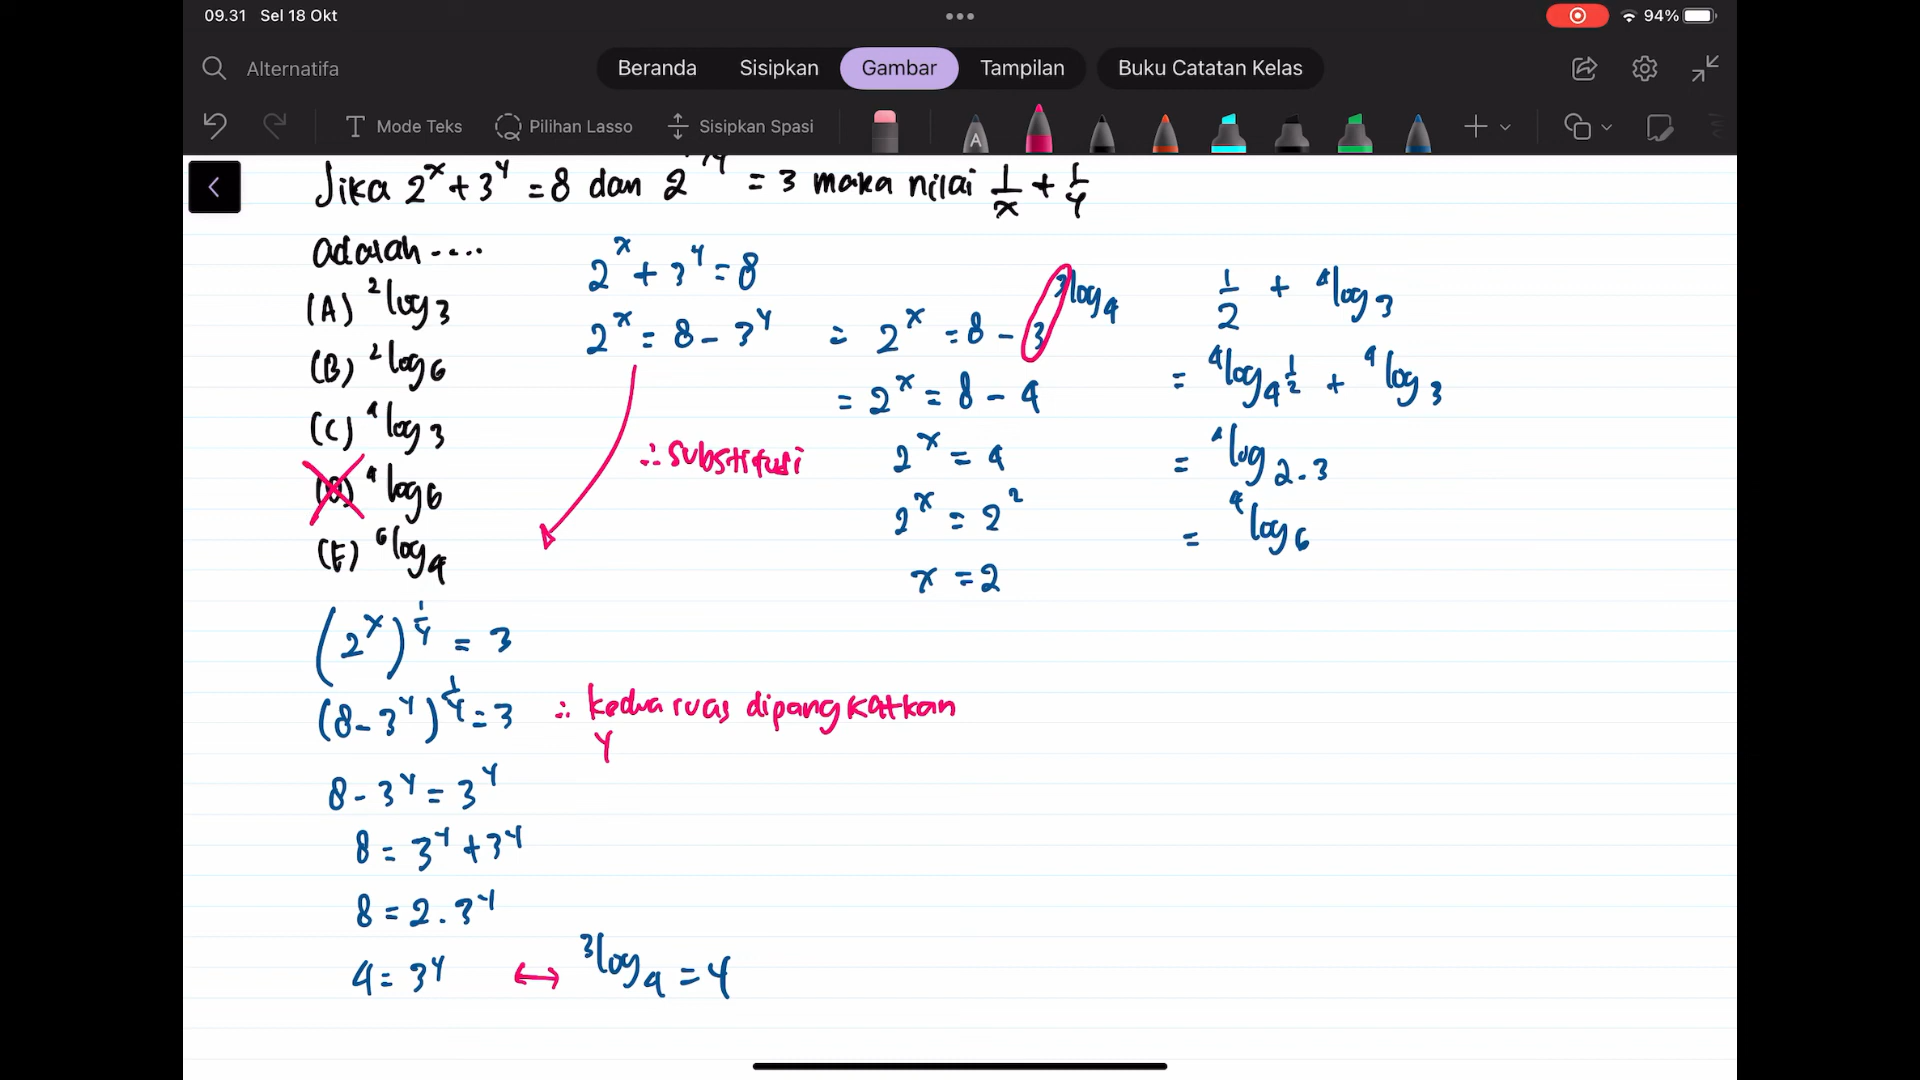 09.31 Sel 18 Okt
94%
Alternatifa
Beranda Sisipkan Gambar Tampilan Buku Catatan Kelas
Mode Teks Pilihan Lasso Sisipkan Spasi
A
Jika 2^x + 3^y = 8 dan 2^x/y = 3 maka nilai 1/x + 1/y
adalah ....
(A) ²log 3
(B) ²log 6
(C) ⁴log 3
(D) ⁴log 6
(E) ⁶log 4
2^x + 3^y = 8
2^x = 8 - 3^y
∴ substitusi
= 2^x = 8 - 3^(³log 4)
= 2^x = 8 - 4
2^x = 4
2^x = 2^2
x = 2
1/2 + ⁴log 3
= ⁴log 4^(1/2) + ⁴log 3
= ⁴log 2.3
= ⁴log 6
(2^x)^(1/y) = 3
(8 - 3^y)^(1/y) = 3 ∴ kedua ruas dipangkatkan
y
8 - 3^y = 3^y
8 = 3^y + 3^y
8 = 2 . 3^y
4 = 3^y ↔ ³log 4 = y